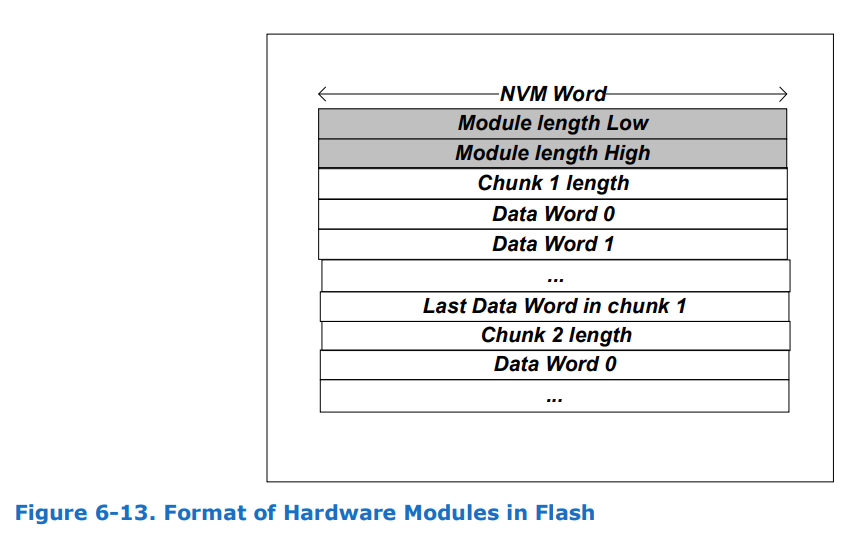 NVM Word
Module length Low
Module length High
Chunk 1 length
Data Word 0
Data Word 1
...
Last Data Word in chunk 1
Chunk 2 length
Data Word 0
...
Figure 6-13. Format of Hardware Modules in Flash